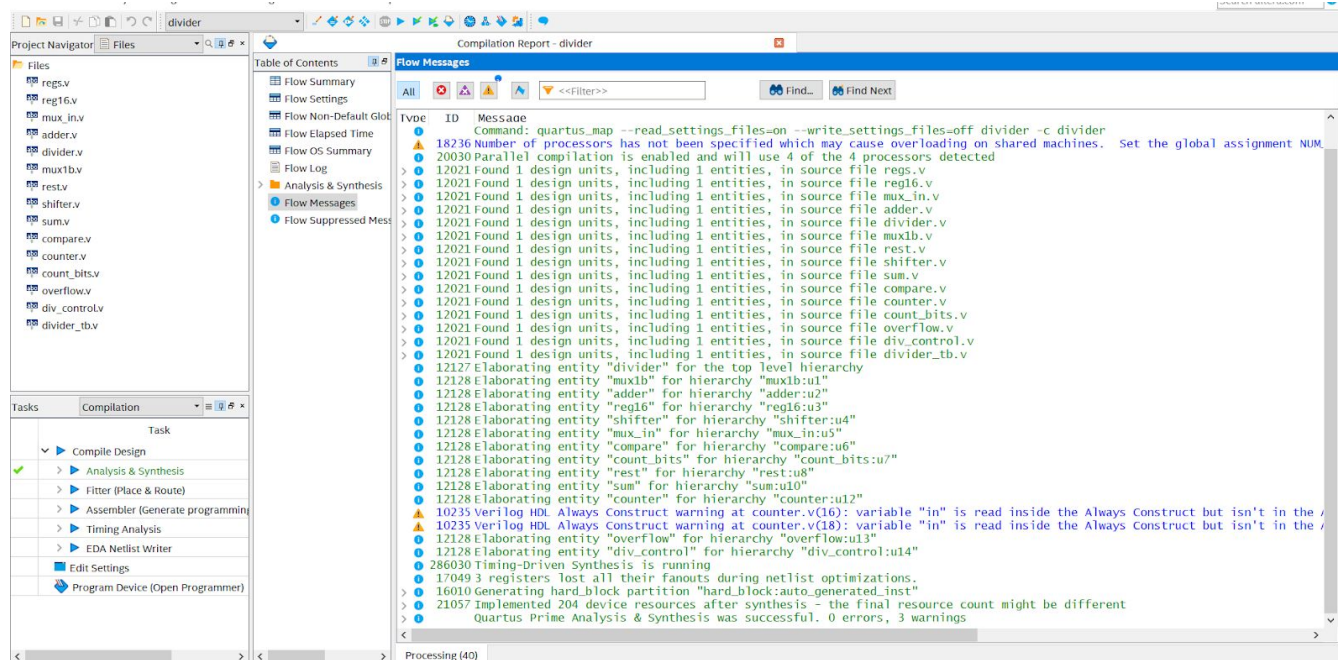 divider
Project Navigator
Files
Files
regs.v
reg16.v
mux_in.v
adder.v
divider.v
mux1b.v
rest.v
shifter.v
sum.v
compare.v
counter.v
count_bits.v
overflow.v
div_control.v
divider_tb.v
Tasks
Compilation
Task
Compile Design
Analysis & Synthesis
Fitter (Place & Route)
Assembler (Generate programming
Timing Analysis
EDA Netlist Writer
Edit Settings
Program Device (Open Programmer)
Compilation Report - divider
Table of Contents
Flow Summary
Flow Settings
Flow Non-Default Glob
Flow Elapsed Time
Flow OS Summary
Flow Log
Analysis & Synthesis
Flow Messages
Flow Suppressed Mess
Flow Messages
All
<<Filter>>
Find...
Find Next
Type ID Message
Command: quartus_map --read_settings_files=on --write_settings_files=off divider -c divider
18236 Number of processors has not been specified which may cause overloading on shared machines. Set the global assignment NUM_
20030 Parallel compilation is enabled and will use 4 of the 4 processors detected
12021 Found 1 design units, including 1 entities, in source file regs.v
12021 Found 1 design units, including 1 entities, in source file reg16.v
12021 Found 1 design units, including 1 entities, in source file mux_in.v
12021 Found 1 design units, including 1 entities, in source file adder.v
12021 Found 1 design units, including 1 entities, in source file divider.v
12021 Found 1 design units, including 1 entities, in source file mux1b.v
12021 Found 1 design units, including 1 entities, in source file rest.v
12021 Found 1 design units, including 1 entities, in source file shifter.v
12021 Found 1 design units, including 1 entities, in source file sum.v
12021 Found 1 design units, including 1 entities, in source file compare.v
12021 Found 1 design units, including 1 entities, in source file counter.v
12021 Found 1 design units, including 1 entities, in source file count_bits.v
12021 Found 1 design units, including 1 entities, in source file overflow.v
12021 Found 1 design units, including 1 entities, in source file div_control.v
12021 Found 1 design units, including 1 entities, in source file divider_tb.v
12127 Elaborating entity "divider" for the top level hierarchy
12128 Elaborating entity "mux1b" for hierarchy "mux1b:u1"
12128 Elaborating entity "adder" for hierarchy "adder:u2"
12128 Elaborating entity "reg16" for hierarchy "reg16:u3"
12128 Elaborating entity "shifter" for hierarchy "shifter:u4"
12128 Elaborating entity "mux_in" for hierarchy "mux_in:u5"
12128 Elaborating entity "compare" for hierarchy "compare:u6"
12128 Elaborating entity "count_bits" for hierarchy "count_bits:u7"
12128 Elaborating entity "rest" for hierarchy "rest:u8"
12128 Elaborating entity "sum" for hierarchy "sum:u10"
12128 Elaborating entity "counter" for hierarchy "counter:u12"
10235 Verilog HDL Always Construct warning at counter.v(16): variable "in" is read inside the Always Construct but isn't in the
10235 Verilog HDL Always Construct warning at counter.v(18): variable "in" is read inside the Always Construct but isn't in the
12128 Elaborating entity "overflow" for hierarchy "overflow:u13"
12128 Elaborating entity "div_control" for hierarchy "div_control:u14"
286030 Timing-Driven Synthesis is running
17049 3 registers lost all their fanouts during netlist optimizations.
16010 Generating hard_block partition "hard_block:auto_generated_inst"
21057 Implemented 204 device resources after synthesis - the final resource count might be different
Quartus Prime Analysis & Synthesis was successful. 0 errors, 3 warnings
Processing (40)